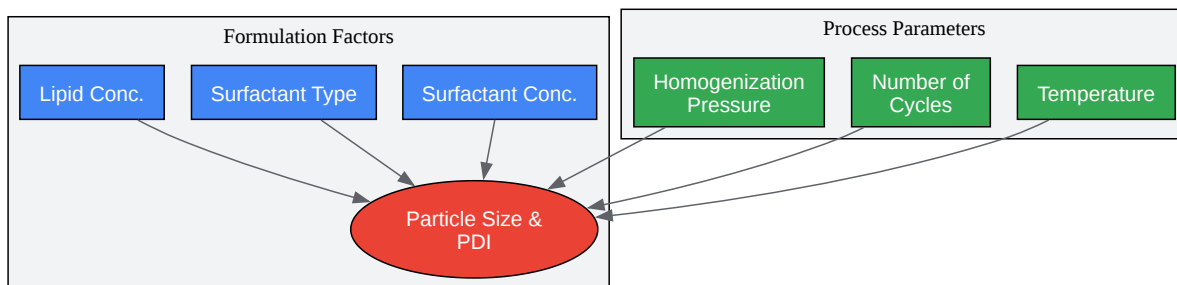 Formulation Factors
Process Parameters
Lipid Conc.
Surfactant Type
Surfactant Conc.
Homogenization
Pressure
Number of
Cycles
Temperature
Particle Size &
PDI